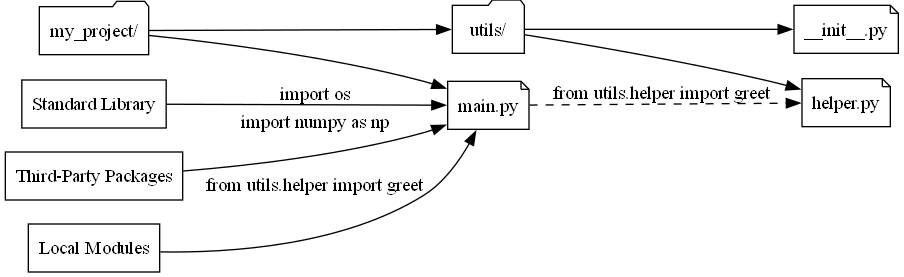 my_project/
utils/
__init__.py
Standard Library
import os
main.py
from utils.helper import greet
helper.py
import numpy as np
Third-Party Packages
from utils.helper import greet
Local Modules